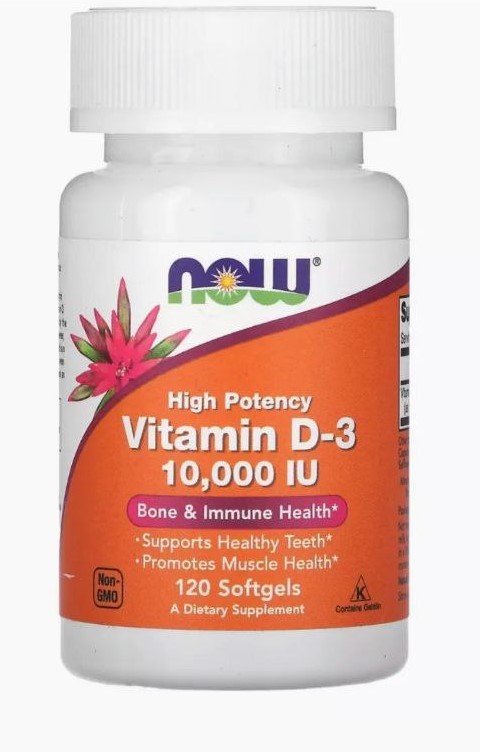 NOW®
High Potency
Vitamin D-3
10,000 IU
Bone & Immune Health*
•Supports Healthy Teeth*
•Promotes Muscle Health*
120 Softgels
A Dietary Supplement
Non-
GMO
K
Contains Gelatin